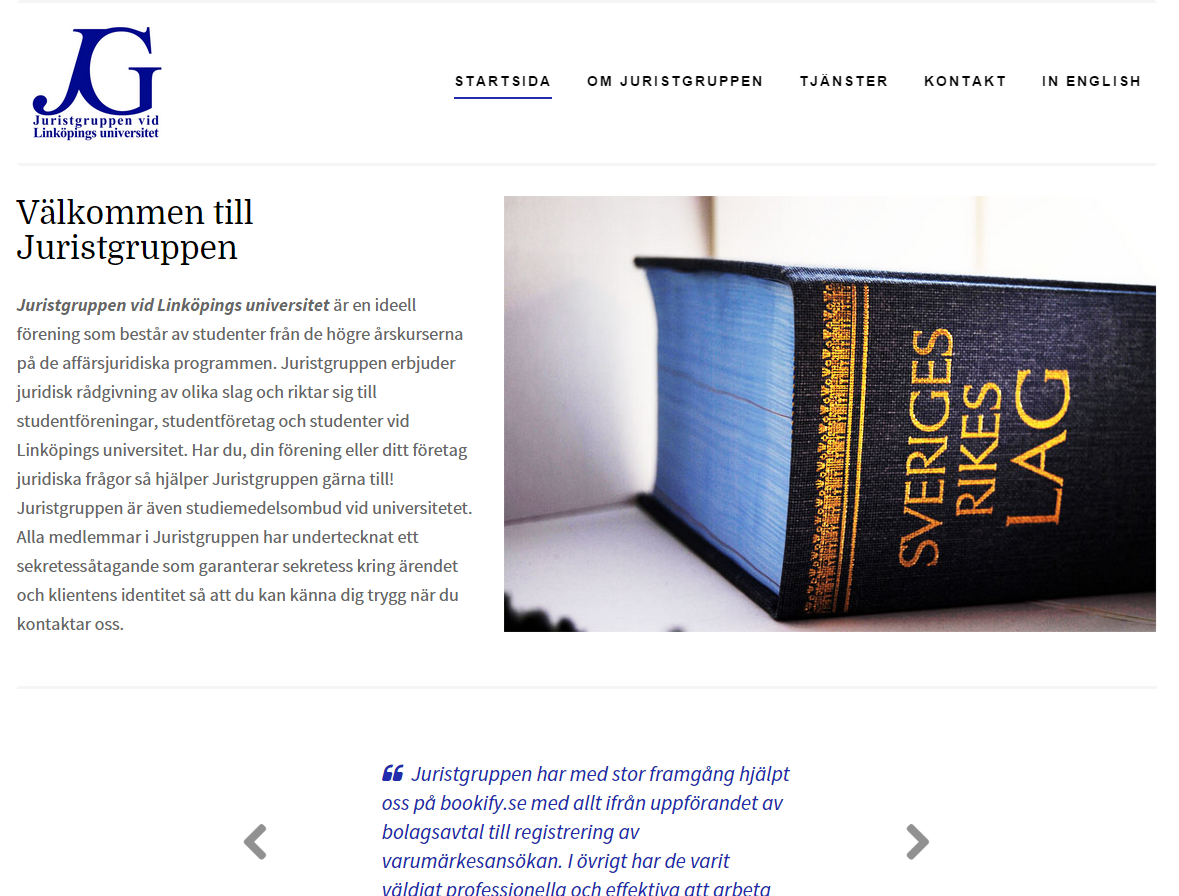 JG
Juristgruppen vid
Linköpings universitet
STARTSIDA OM JURISTGRUPPEN TJÄNSTER KONTAKT IN ENGLISH
Välkommen till
Juristgruppen
Juristgruppen vid Linköpings universitet är en ideell
förening som består av studenter från de högre årskurserna
på de affärsjuridiska programmen. Juristgruppen erbjuder
juridisk rådgivning av olika slag och riktar sig till
studentföreningar, studentföretag och studenter vid
Linköpings universitet. Har du, din förening eller ditt företag
juridiska frågor så hjälper Juristgruppen gärna till!
Juristgruppen är även studiemedelsombud vid universitetet.
Alla medlemmar i Juristgruppen har undertecknat ett
sekretessåtagande som garanterar sekretess kring ärendet
och klientens identitet så att du kan känna dig trygg när du
kontaktar oss.
SVERIGES
RIKES
LAG
❝ Juristgruppen har med stor framgång hjälpt
oss på bookify.se med allt ifrån uppförandet av
bolagsavtal till registrering av
varumärkesansökan. I övrigt har de varit
väldigt professionella och effektiva att arbeta